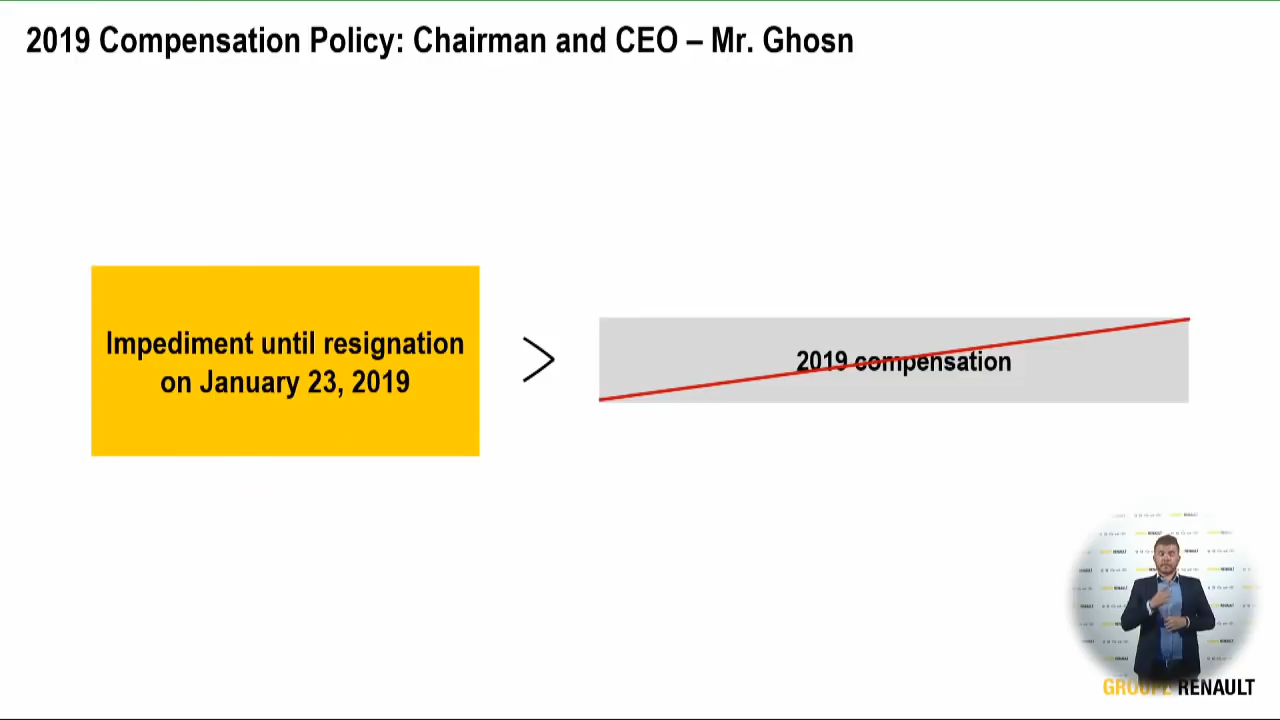 2019 Compensation Policy: Chairman and CEO – Mr. Ghosn
Impediment until resignation
on January 23, 2019
>
2019 compensation
RENAULT
GROUPE RENAULT